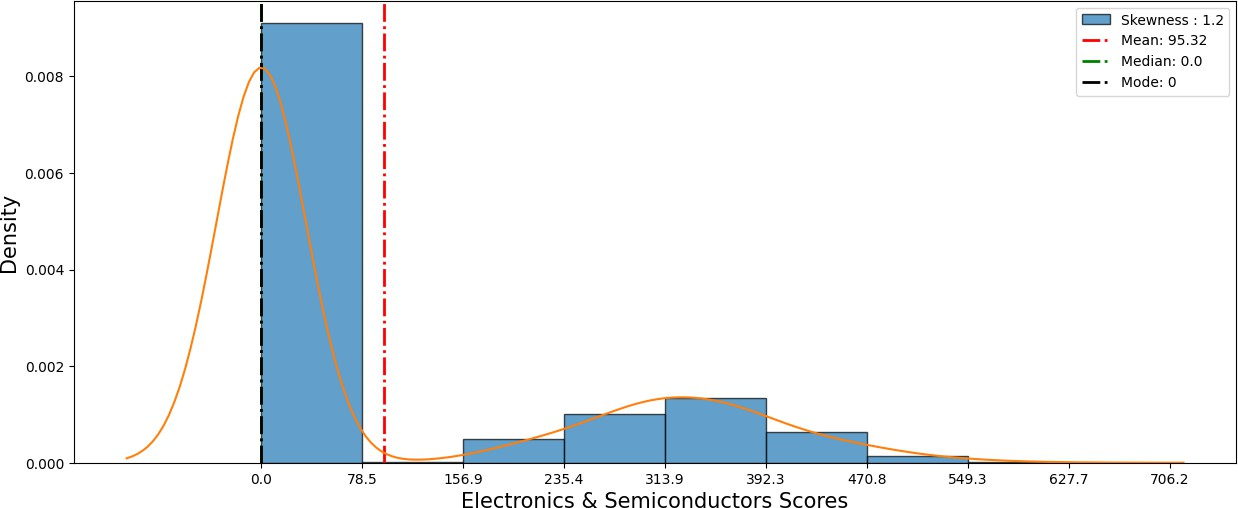 Skewness : 1.2
Mean: 95.32
Median: 0.0
Mode: 0
Density
0.008
0.006
0.004
0.002
0.000
0.0 78.5 156.9 235.4 313.9 392.3 470.8 549.3 627.7 706.2
Electronics & Semiconductors Scores